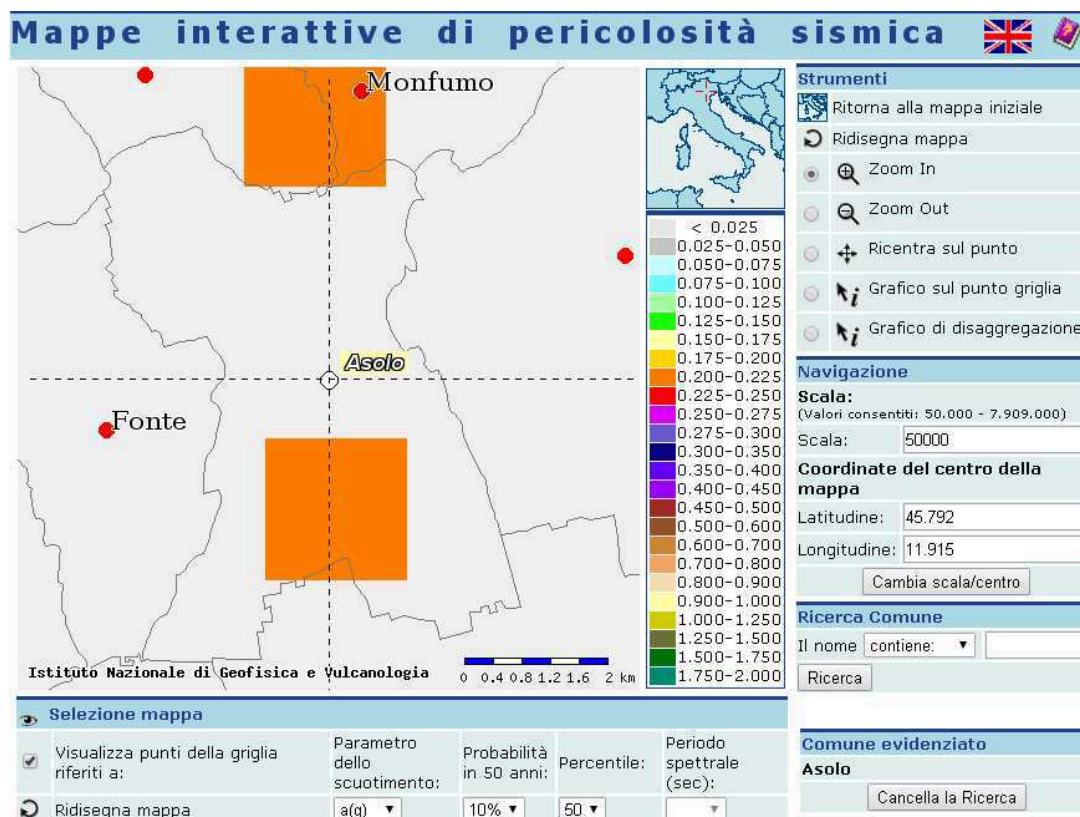 Mappe interattive di pericolosità sismica
Monfumo
Asolo
Fonte
Istituto Nazionale di Geofisica e Vulcanologia
0 0.4 0.8 1.2 1.6 2 km
< 0.025
0.025-0.050
0.050-0.075
0.075-0.100
0.100-0.125
0.125-0.150
0.150-0.175
0.175-0.200
0.200-0.225
0.225-0.250
0.250-0.275
0.275-0.300
0.300-0.350
0.350-0.400
0.400-0.450
0.450-0.500
0.500-0.600
0.600-0.700
0.700-0.800
0.800-0.900
0.900-1.000
1.000-1.250
1.250-1.500
1.500-1.750
1.750-2.000
Strumenti
Ritorna alla mappa iniziale
Ridisegna mappa
Zoom In
Zoom Out
Ricentra sul punto
Grafico sul punto griglia
Grafico di disaggregazione
Navigazione
Scala:
(Valori consentiti: 50.000 - 7.909.000)
Scala: 50000
Coordinate del centro della
mappa
Latitudine: 45.792
Longitudine: 11.915
Cambia scala/centro
Ricerca Comune
Il nome contiene:
Ricerca
Selezione mappa
Visualizza punti della griglia
riferiti a:
Parametro
dello
scuotimento:
Probabilità
in 50 anni:
Percentile:
Periodo
spettrale
(sec):
Ridisegna mappa a(g) 10% 50
Comune evidenziato
Asolo
Cancella la Ricerca